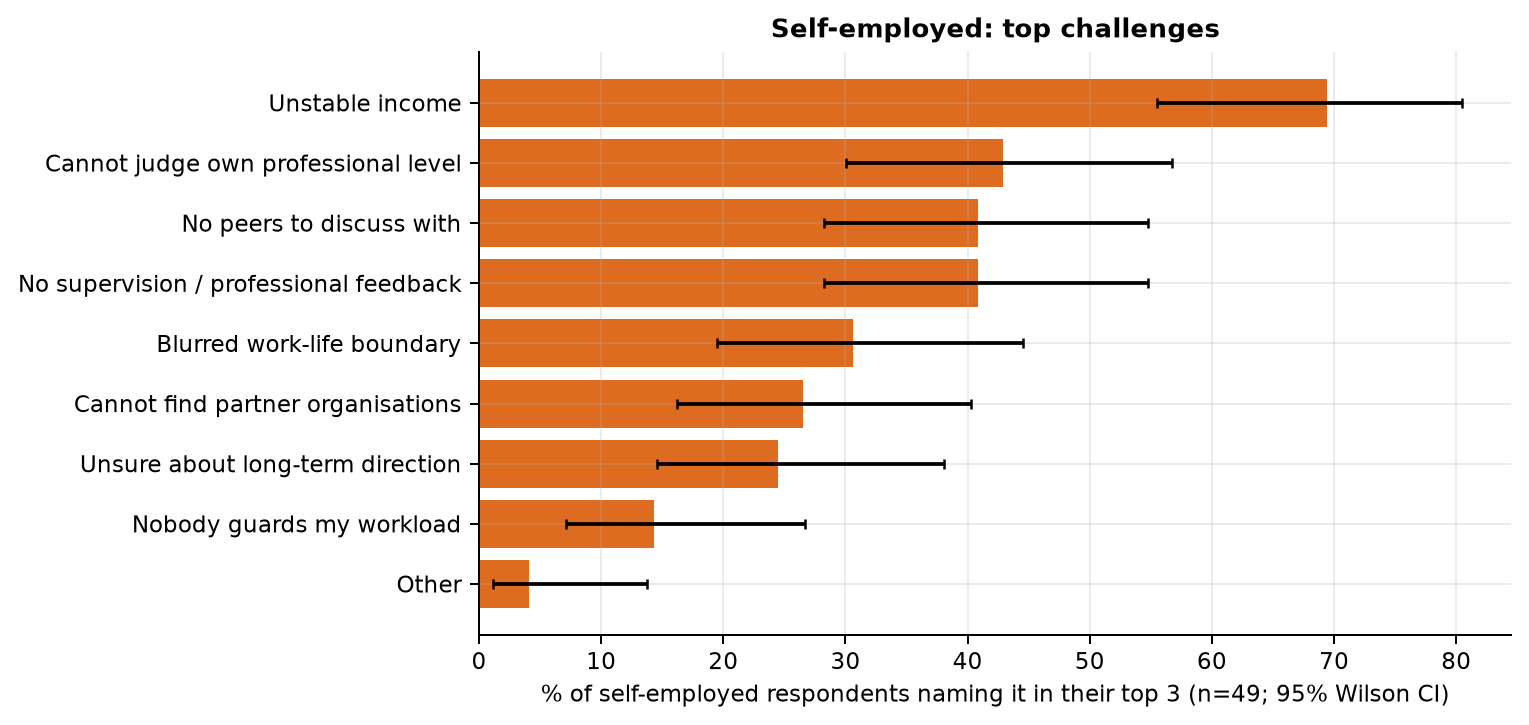 Self-employed: top challenges
Unstable income
Cannot judge own professional level
No peers to discuss with
No supervision / professional feedback
Blurred work-life boundary
Cannot find partner organisations
Unsure about long-term direction
Nobody guards my workload
Other
0 10 20 30 40 50 60 70 80
% of self-employed respondents naming it in their top 3 (n=49; 95% Wilson CI)